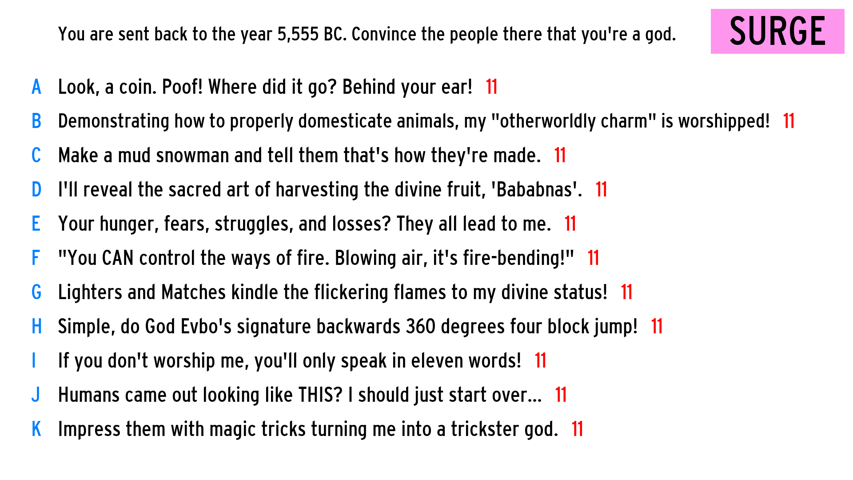 You are sent back to the year 5,555 BC. Convince the people there that you're a god.
SURGE
A Look, a coin. Poof! Where did it go? Behind your ear! 11
B Demonstrating how to properly domesticate animals, my "otherworldly charm" is worshipped! 11
C Make a mud snowman and tell them that's how they're made. 11
D I'll reveal the sacred art of harvesting the divine fruit, 'Bababnas'. 11
E Your hunger, fears, struggles, and losses? They all lead to me. 11
F "You CAN control the ways of fire. Blowing air, it's fire-bending!" 11
G Lighters and Matches kindle the flickering flames to my divine status! 11
H Simple, do God Evbo's signature backwards 360 degrees four block jump! 11
I If you don't worship me, you'll only speak in eleven words! 11
J Humans came out looking like THIS? I should just start over... 11
K Impress them with magic tricks turning me into a trickster god. 11